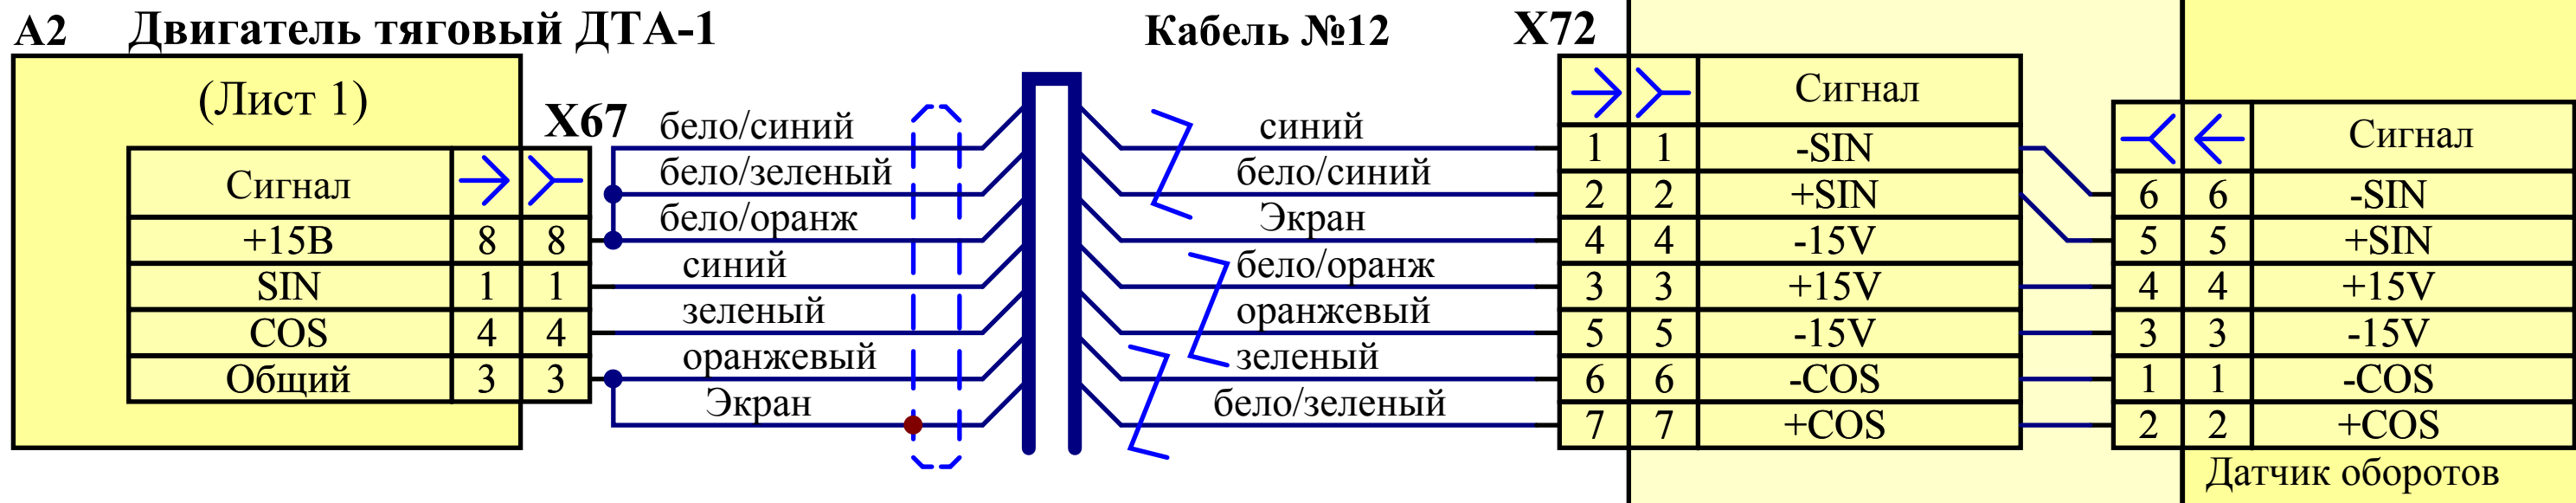 А2 Двигатель тяговый ДТА-1 Кабель №12 X72
(Лист 1) X67 Сигнал
бело/синий синий 1 1 -SIN Сигнал
Сигнал бело/зеленый бело/синий 2 2 +SIN 6 6 -SIN
+15В 8 8 бело/оранж Экран 4 4 -15V 5 5 +SIN
SIN 1 1 синий бело/оранж 3 3 +15V 4 4 +15V
COS 4 4 зеленый оранжевый 5 5 -15V 3 3 -15V
Общий 3 3 оранжевый зеленый 6 6 -COS 1 1 -COS
Экран бело/зеленый 7 7 +COS 2 2 +COS
Датчик оборотов